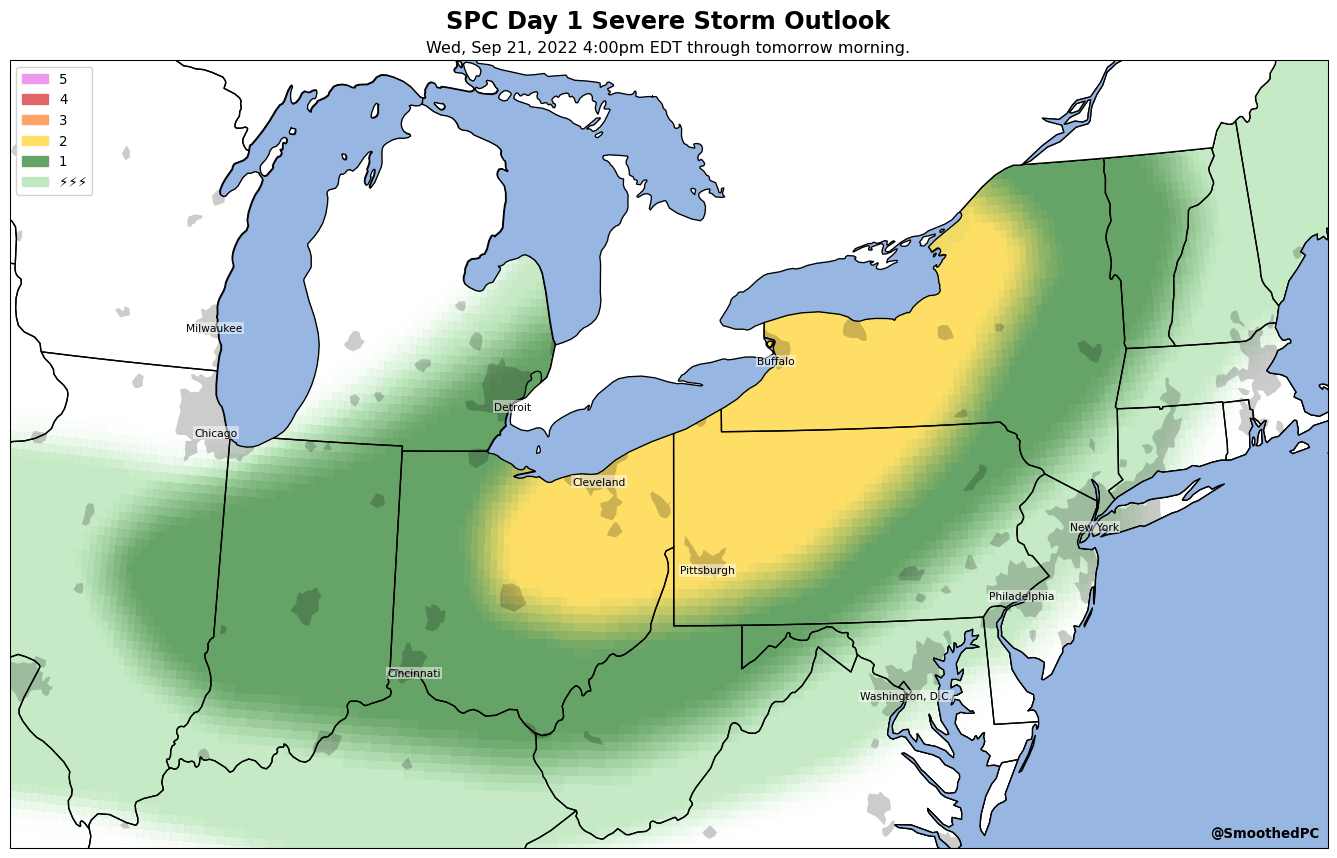 SPC Day 1 Severe Storm Outlook
Wed, Sep 21, 2022 4:00pm EDT through tomorrow morning.
5
4
3
2
1
⚡⚡⚡
Milwaukee
Buffalo
Detroit
Chicago
Cleveland
New York
Pittsburgh
Philadelphia
Cincinnati
Washington, D.C.
@SmoothedPC